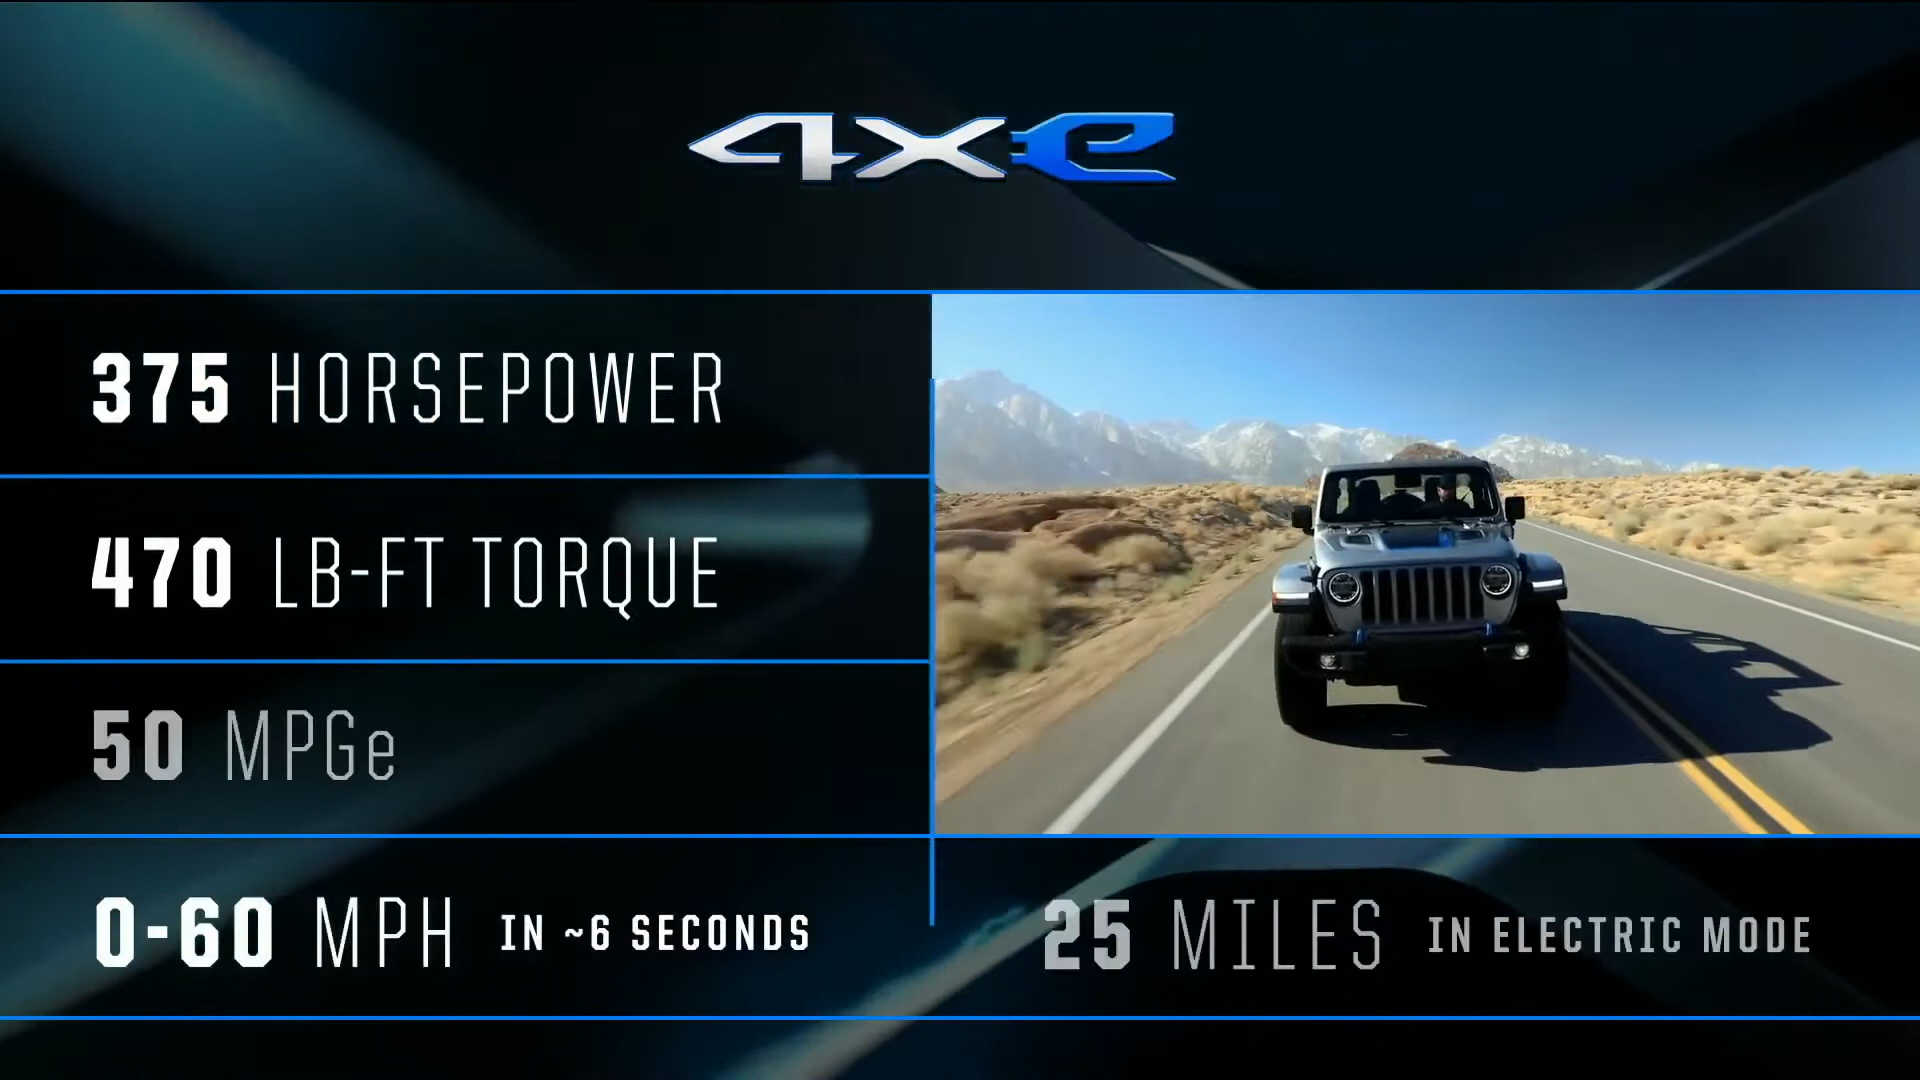 4xe
375 HORSEPOWER
470 LB-FT TORQUE
50 MPGe
0-60 MPH IN ~6 SECONDS
25 MILES IN ELECTRIC MODE